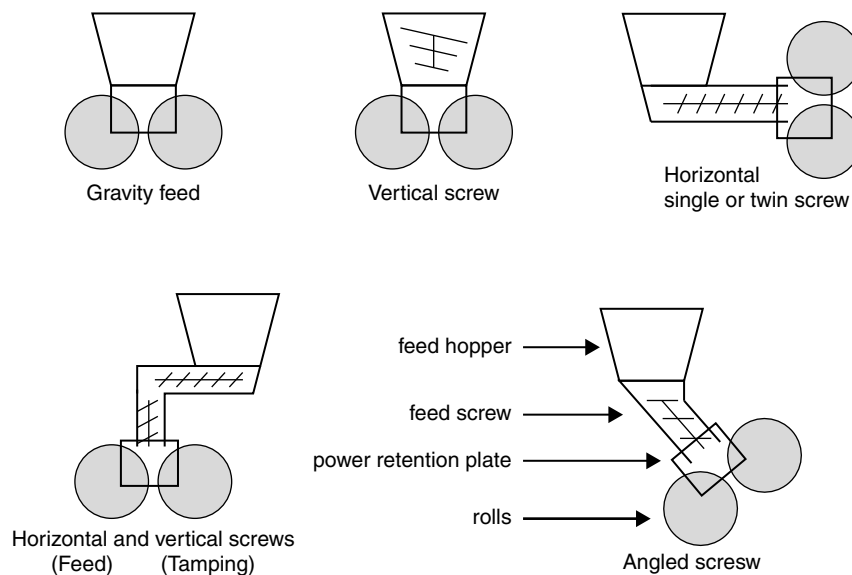 Gravity feed
Vertical screw
Horizontal
single or twin screw
feed hopper
feed screw
power retention plate
rolls
Horizontal and vertical screws
(Feed) (Tamping)
Angled scresw